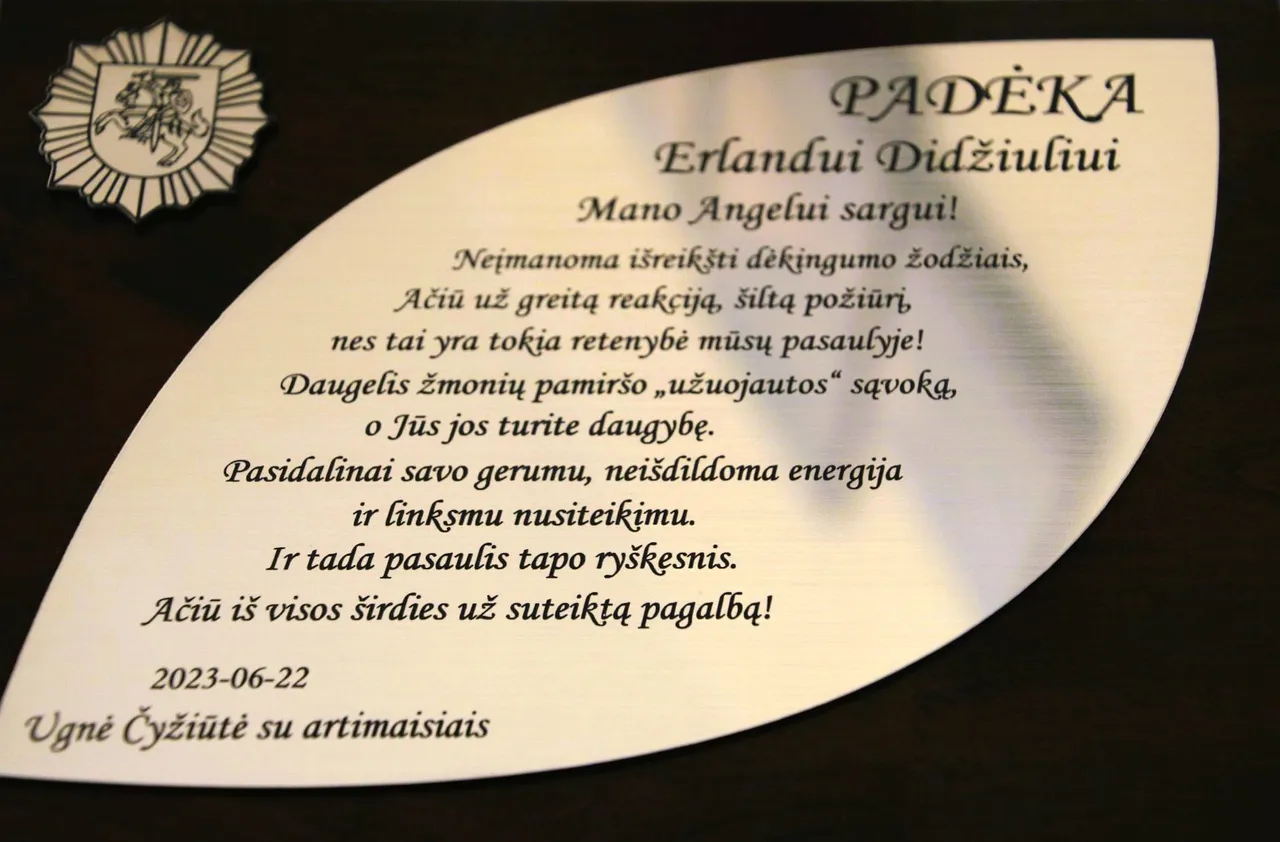 PADĖKA
Erlandui Didžiuliui
Mano Angelui sargui!
Neįmanoma išreikšti dėkingumo žodžiais,
Ačiū už greitą reakciją, šiltą požiūrį,
nes tai yra tokia retenybė mūsų pasaulyje!
Daugelis žmonių pamiršo „užuojautos“ sąvoką,
o Jūs jos turite daugybę.
Pasidalinai savo gerumu, neišdildoma energija
ir linksmu nusiteikimu.
Ir tada pasaulis tapo ryškesnis.
Ačiū iš visos širdies už suteiktą pagalbą!
2023-06-22
Ugnė Čyžiūtė su artimaisiais